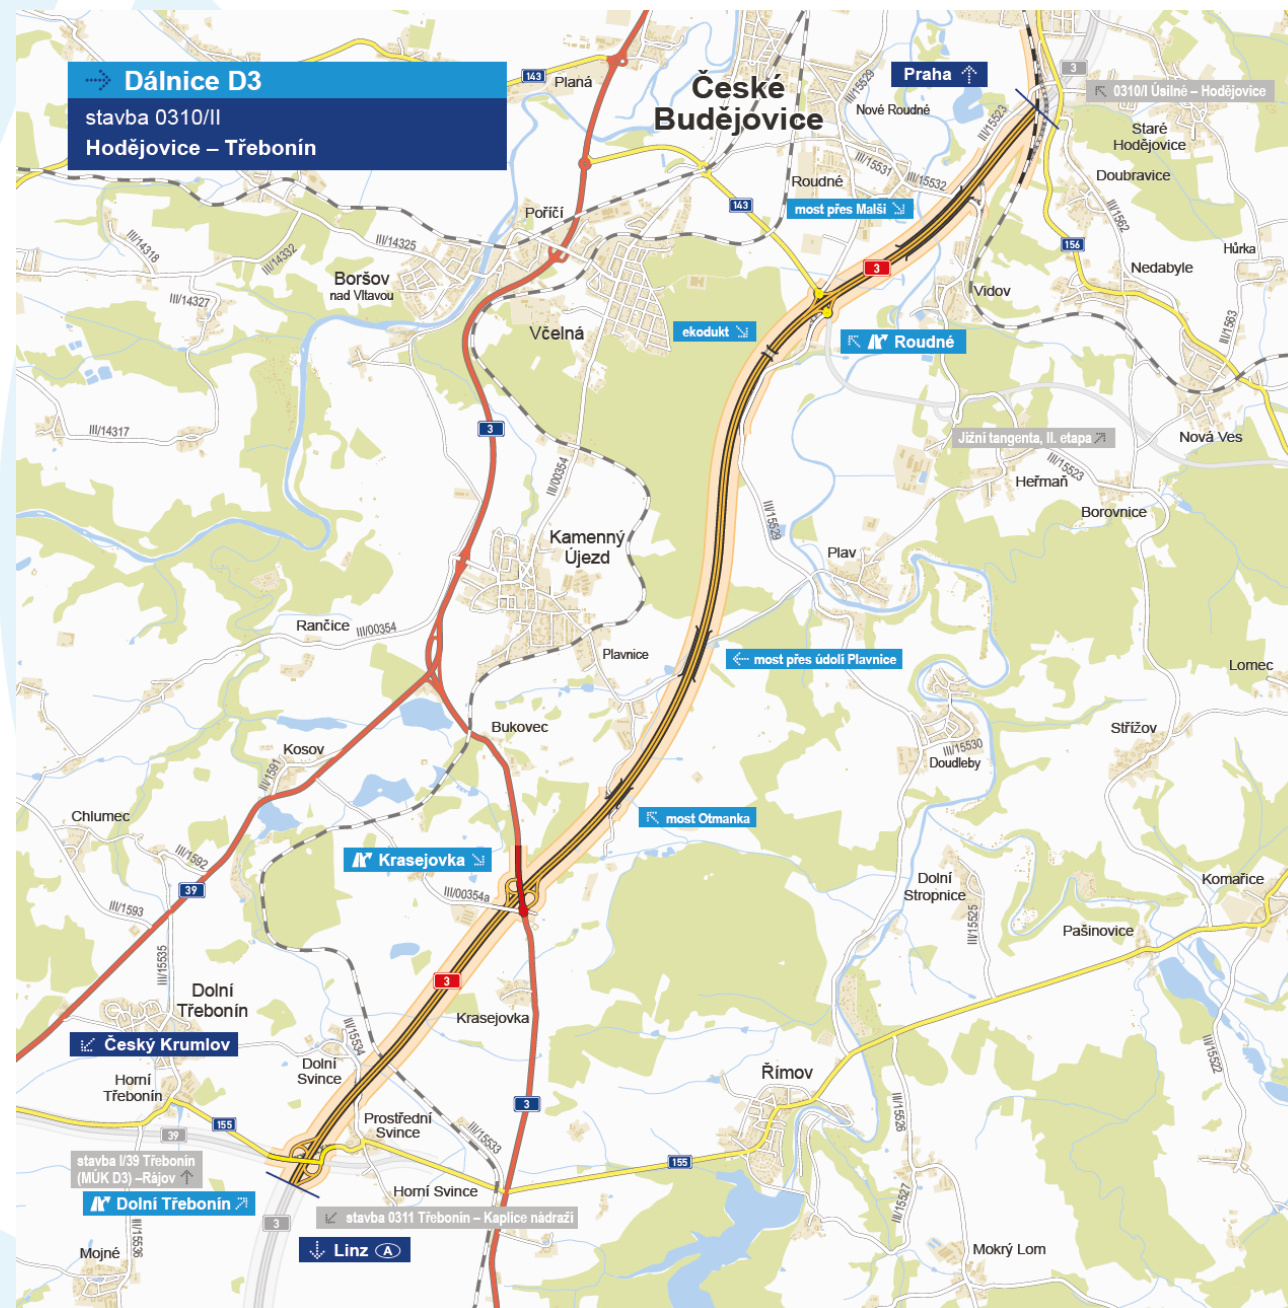 Dálnice D3
stavba 0310/II
Hodějovice – Třebonín
143
Planá
České
Budějovice
III/15529
Nové Roudné
Praha
3
0310/I Úsilné – Hodějovice
III/15523
Staré
Hodějovice
Doubravice
Roudné
III/15531
III/15532
most přes Malši
143
III/1562
156
Hůrka
Nedabyle
Poříčí
III/14325
III/14318
III/14332
III/14327
Boršov
nad Vltavou
Včelná
3
Vidov
III/1563
ekodukt
Roudné
III/14317
3
III/00354
Jižní tangenta, II. etapa
Nová Ves
III/15523
Heřmaň
Borovnice
III/15529
Kamenný
Újezd
Plav
Rančice
III/00354
Plavnice
most přes údolí Plavnice
Lomec
Bukovec
Kosov
III/1591
Střížov
III/15530
Doudleby
Chlumec
most Otmanka
III/1592
Krasejovka
39
III/00354a
III/1593
Dolní
Stropnice
III/15525
Komařice
Pašinovice
III/15535
3
Dolní
Třebonín
Krasejovka
Český Krumlov
III/15534
Dolní
Svince
Římov
III/15522
Horní
Třebonín
155
39
Prostřední
Svince
3
III/15526
III/15533
stavba I/39 Třebonín
(MÚK D3) –Rájov
155
Dolní Třebonín
Horní Svince
III/15527
3
stavba 0311 Třebonín – Kaplice nádraží
III/15536
Linz A
Mojné
Mokrý Lom